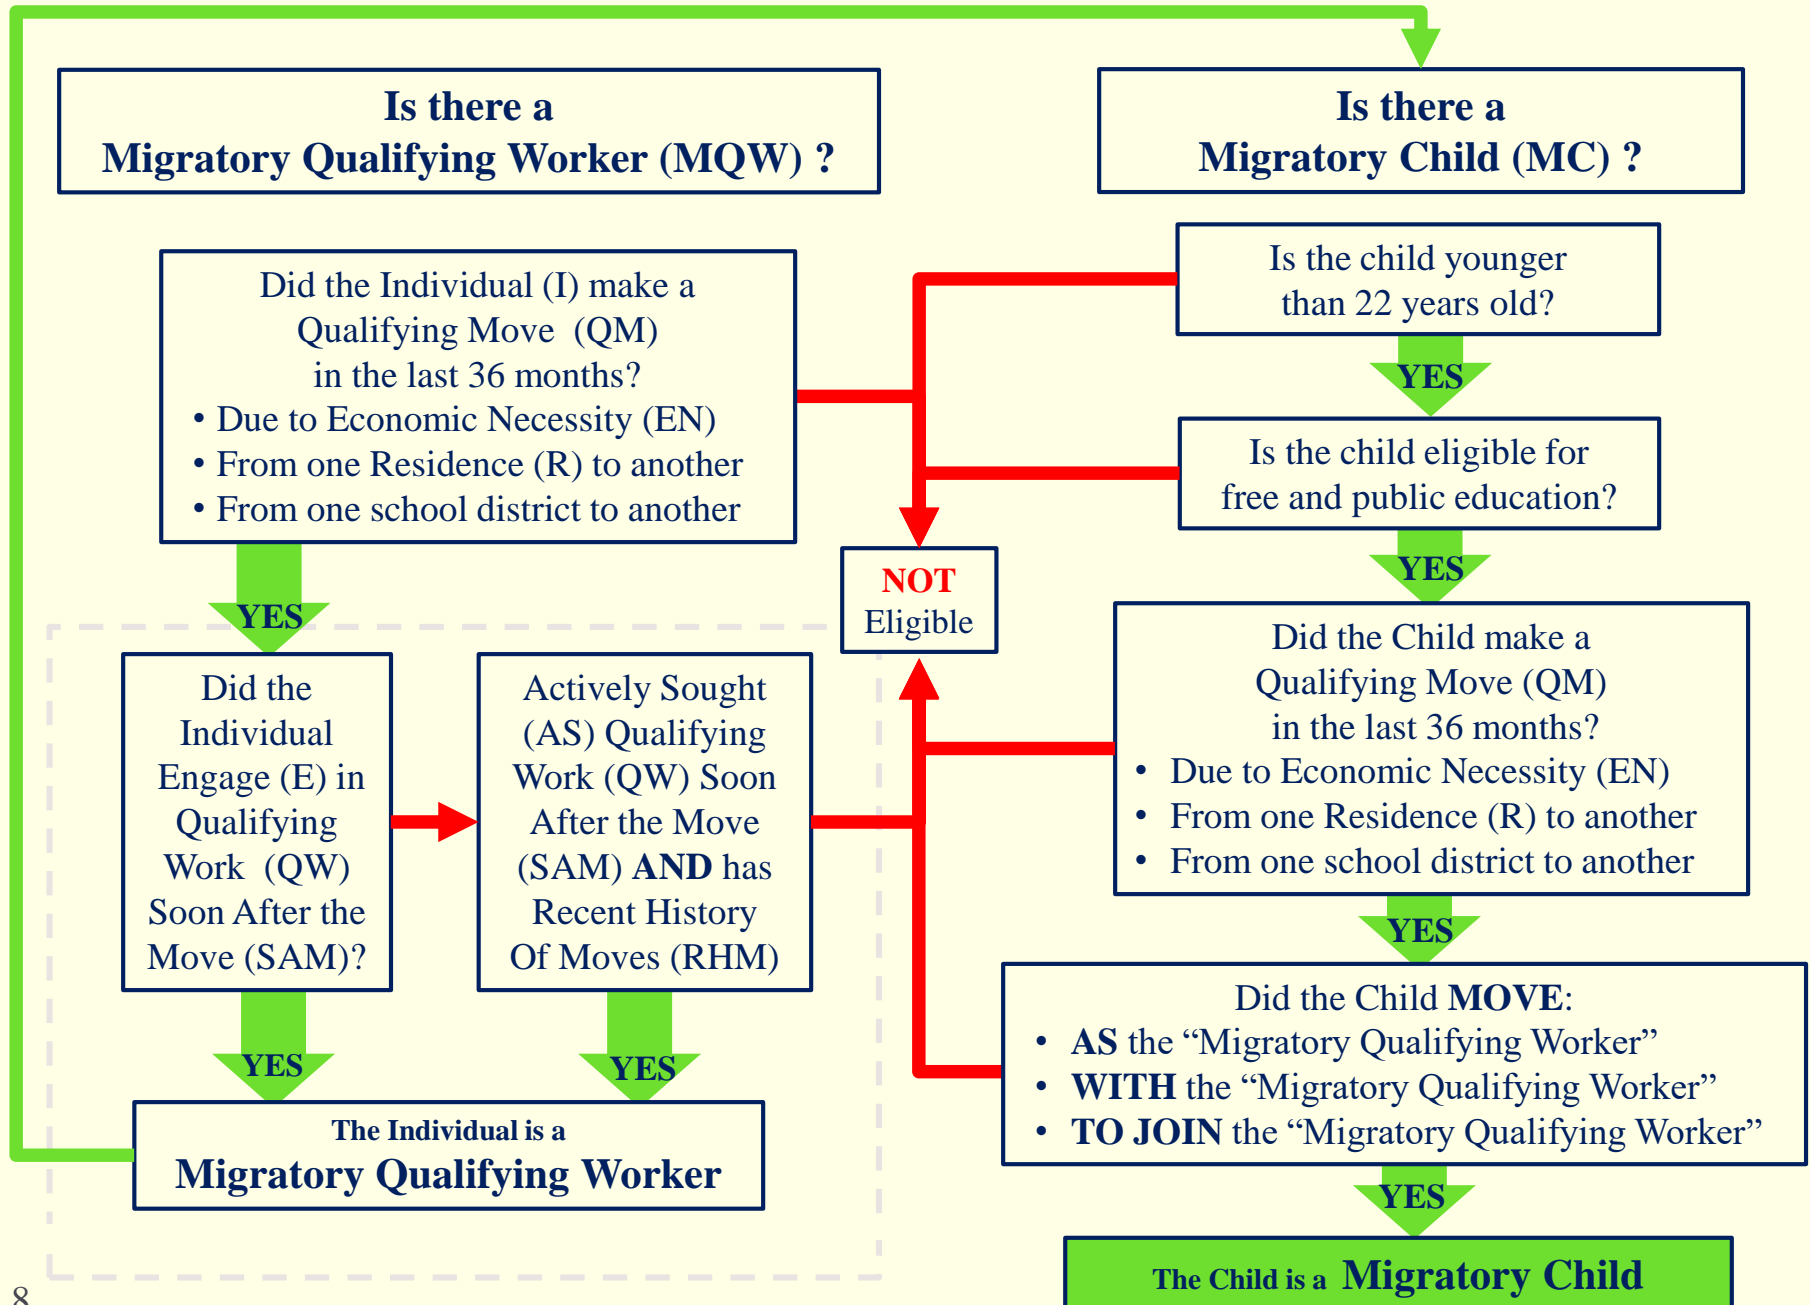 Is there a
Migratory Qualifying Worker (MQW) ?
Did the Individual (I) make a
Qualifying Move (QM)
in the last 36 months?
• Due to Economic Necessity (EN)
• From one Residence (R) to another
• From one school district to another
YES
Did the
Individual
Engage (E) in
Qualifying
Work (QW)
Soon After the
Move (SAM)?
Actively Sought
(AS) Qualifying
Work (QW) Soon
After the Move
(SAM) AND has
Recent History
Of Moves (RHM)
YES
YES
The Individual is a
Migratory Qualifying Worker
NOT
Eligible
Is there a
Migratory Child (MC) ?
Is the child younger
than 22 years old?
YES
Is the child eligible for
free and public education?
YES
Did the Child make a
Qualifying Move (QM)
in the last 36 months?
• Due to Economic Necessity (EN)
• From one Residence (R) to another
• From one school district to another
YES
Did the Child MOVE:
• AS the “Migratory Qualifying Worker”
• WITH the “Migratory Qualifying Worker”
• TO JOIN the “Migratory Qualifying Worker”
YES
The Child is a Migratory Child
8